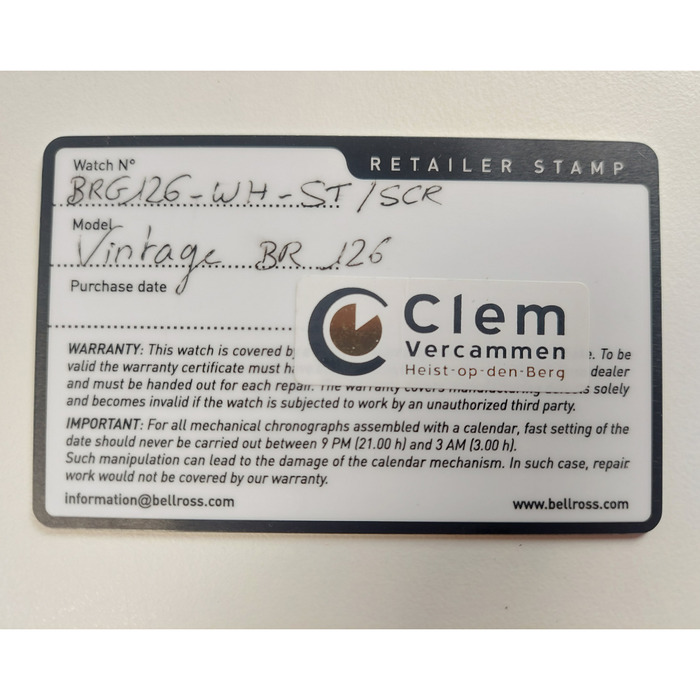 Watch N°
RETAILER STAMP
BRG126-WH-ST/SCR
Model
Vintage BR 126
Purchase date
Clem
Vercammen
Heist-op-den-Berg
WARRANTY: This watch is covered b To be
valid the warranty certificate must h dealer
and must be handed out for each repair. The warranty covers manufacturing solely
and becomes invalid if the watch is subjected to work by an unauthorized third party.
IMPORTANT: For all mechanical chronographs assembled with a calendar, fast setting of the
date should never be carried out between 9 PM (21.00 h) and 3 AM (3.00 h).
Such manipulation can lead to the damage of the calendar mechanism. In such case, repair
work would not be covered by our warranty.
information@bellross.com
www.bellross.com